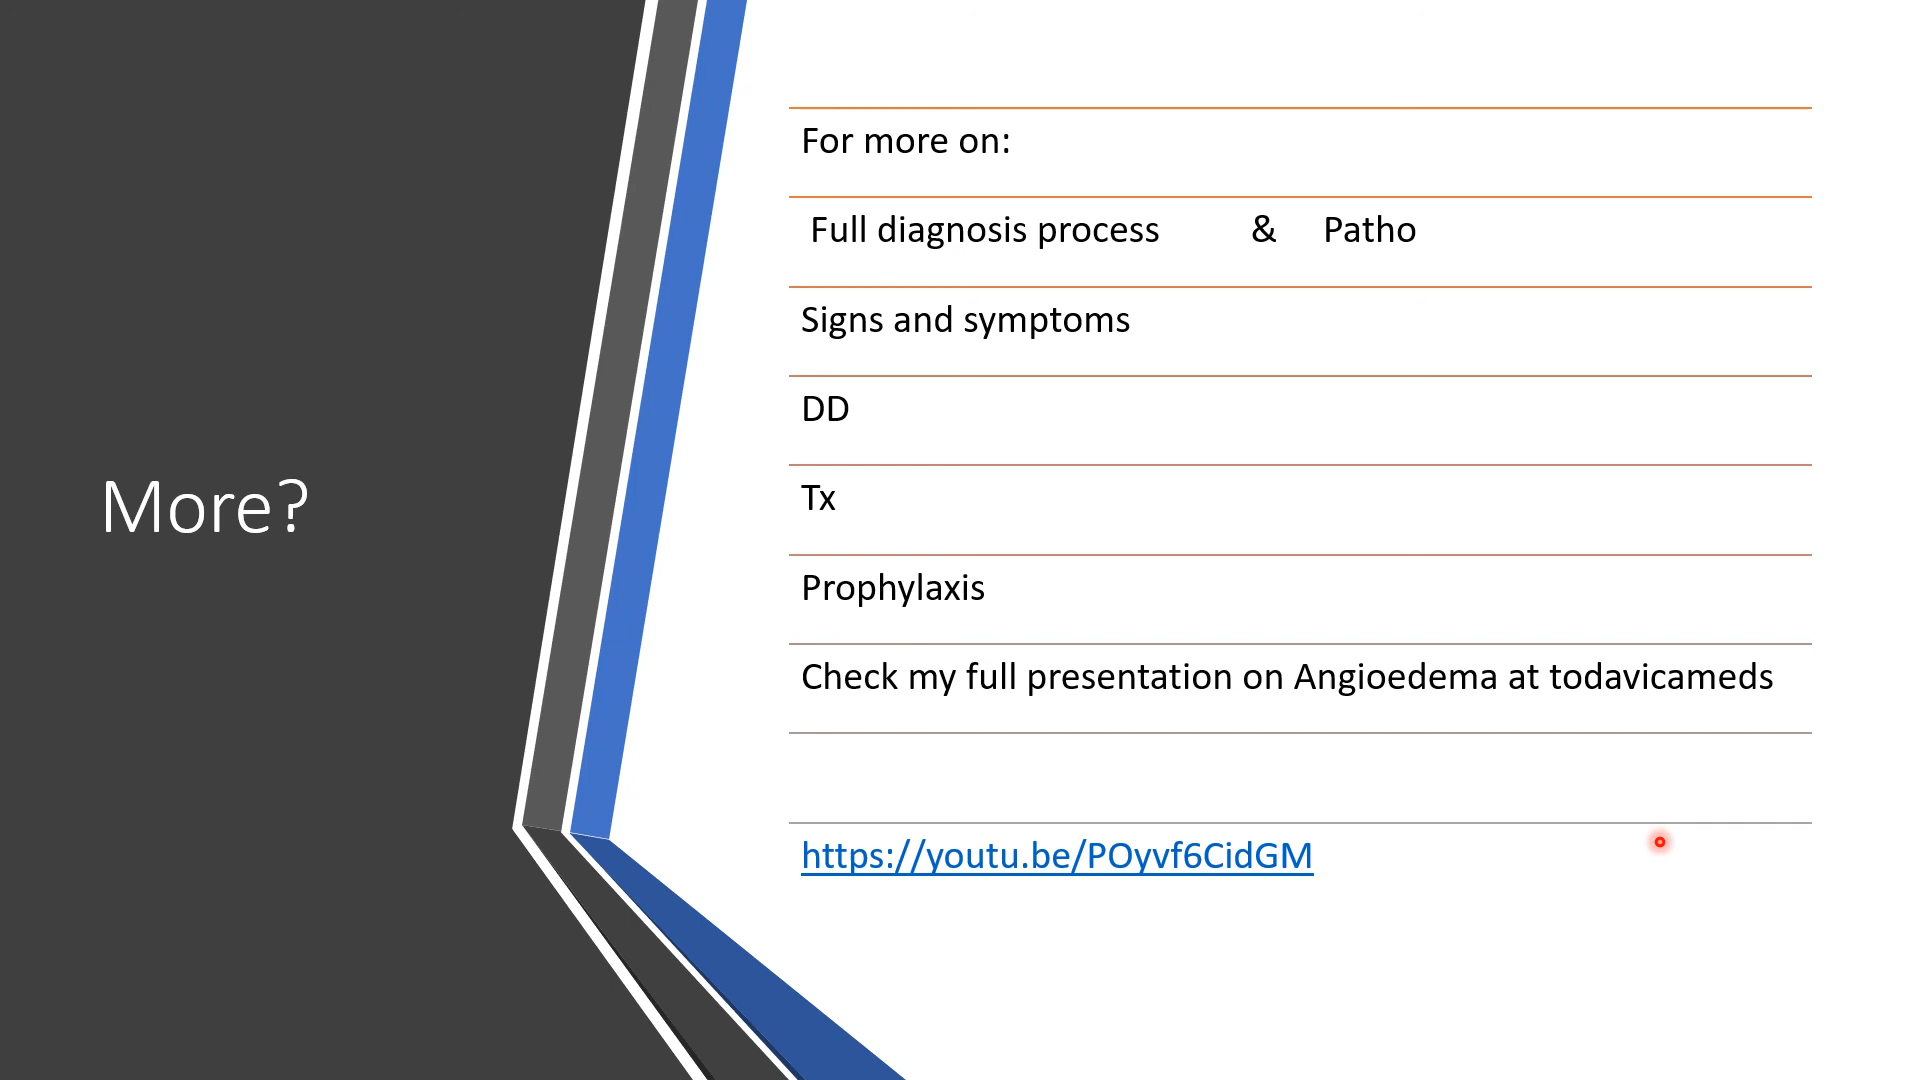 More?
For more on:
Full diagnosis process & Patho
Signs and symptoms
DD
Tx
Prophylaxis
Check my full presentation on Angioedema at todavicameds
https://youtu.be/POyvf6CidGM